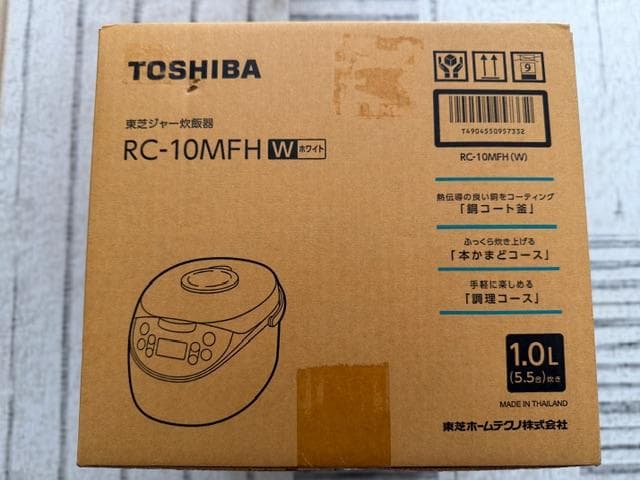 TOSHIBA
東芝ジャー炊飯器
RC-10MFH W ホワイト
9
T4904550957332
RC-10MFH(W)
熱伝導の良い銅をコーティング
「銅コート釜」
ふっくら炊き上げる
「本かまどコース」
手軽に楽しめる
「調理コース」
1.0L
(5.5合)炊き
MADE IN THAILAND
東芝ホームテクノ株式会社